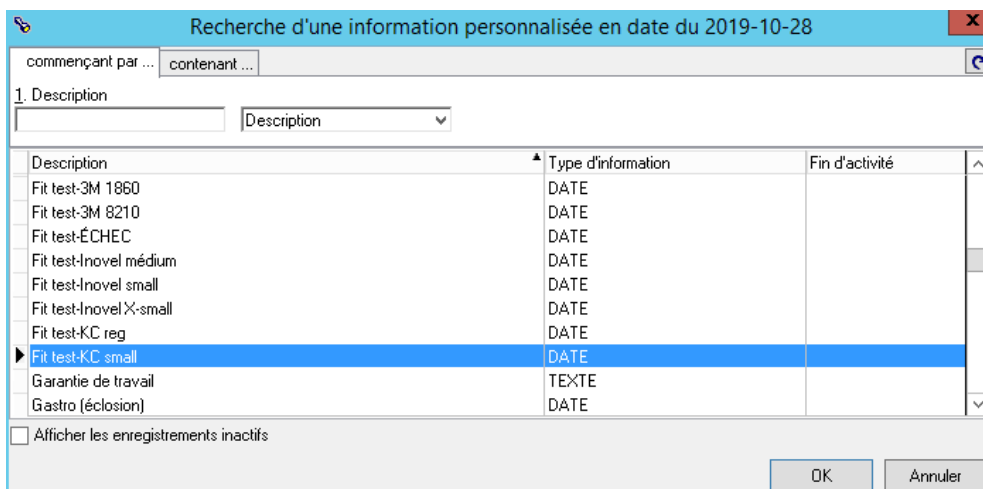 Recherche d'une information personnalisée en date du 2019-10-28
x
commençant par ... contenant ...
1. Description
Description
Description Type d'information Fin d'activité
Fit test-3M 1860 DATE
Fit test-3M 8210 DATE
Fit test-ÉCHEC DATE
Fit test-Inovel médium DATE
Fit test-Inovel small DATE
Fit test-Inovel X-small DATE
Fit test-KC reg DATE
Fit test-KC small DATE
Garantie de travail TEXTE
Gastro (éclosion) DATE
Afficher les enregistrements inactifs
OK Annuler